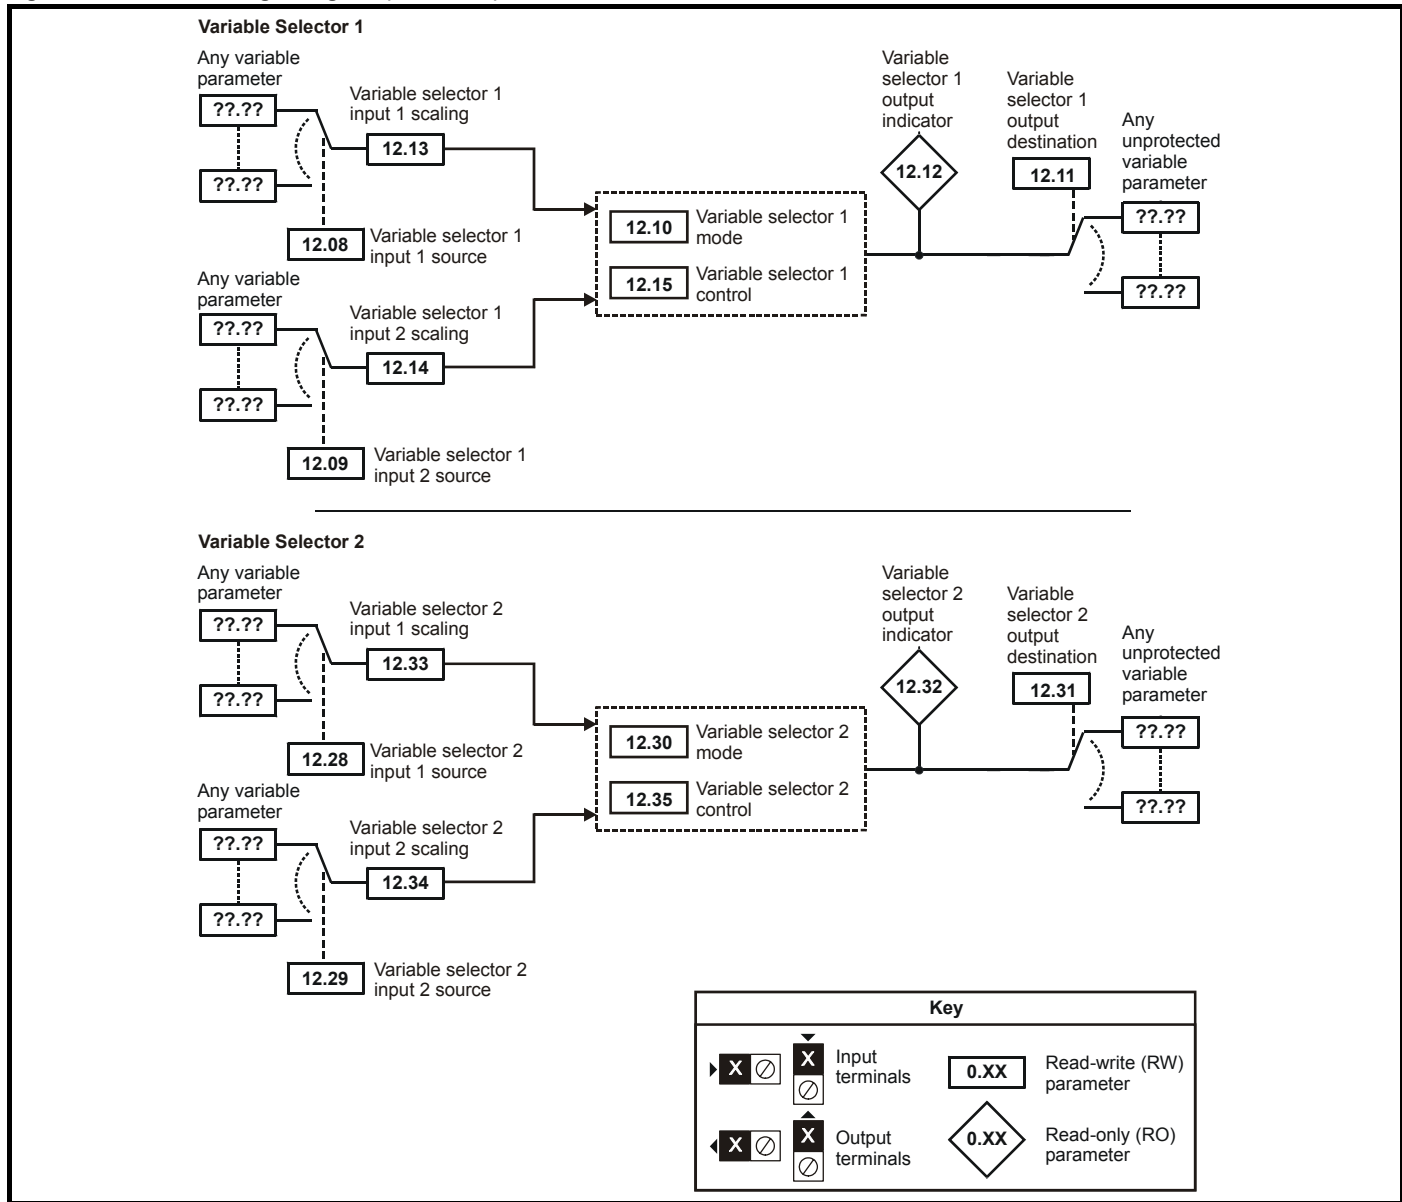 Variable Selector 1
Any variable
parameter
??.??
??.??
Variable selector 1
input 1 scaling
12.13
12.08
Variable selector 1
input 1 source
Any variable
parameter
??.??
??.??
Variable selector 1
input 2 scaling
12.14
12.09
Variable selector 1
input 2 source
12.10
Variable selector 1
mode
12.15
Variable selector 1
control
Variable
selector 1
output
indicator
12.12
Variable
selector 1
output
destination
12.11
Any
unprotected
variable
parameter
??.??
??.??
Variable Selector 2
Any variable
parameter
??.??
??.??
Variable selector 2
input 1 scaling
12.33
12.28
Variable selector 2
input 1 source
Any variable
parameter
??.??
??.??
Variable selector 2
input 2 scaling
12.34
12.29
Variable selector 2
input 2 source
12.30
Variable selector 2
mode
12.35
Variable selector 2
control
Variable
selector 2
output
indicator
12.32
Variable
selector 2
output
destination
12.31
Any
unprotected
variable
parameter
??.??
??.??
Key
X
X
Input
terminals
0.XX
Read-write (RW)
parameter
X
X
Output
terminals
0.XX
Read-only (RO)
parameter